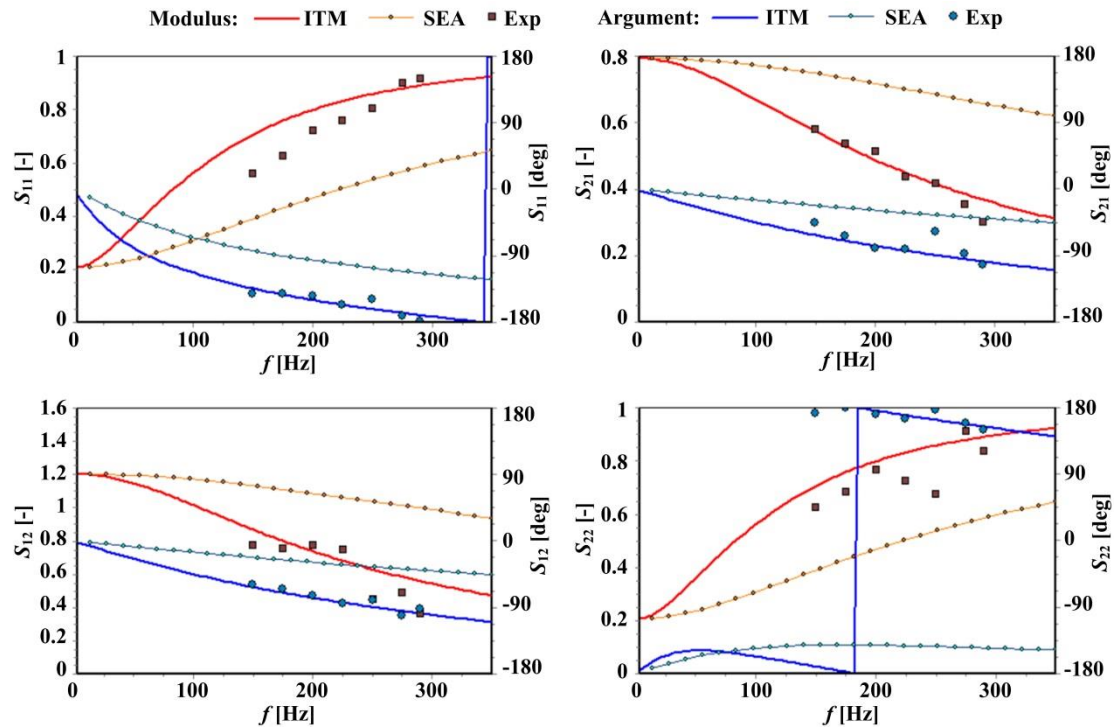 Modulus: ITM SEA Exp Argument: ITM SEA Exp
1 180 0.8 180
0.8 90 0.6 90
0.6 0 0.4 0
0.4 -90 0.2 -90
0.2
0 -180 0 -180
S11 [-] S11 [deg] S21 [-] S21 [deg]
0 100 200 300 0 100 200 300
f [Hz] f [Hz]
1.6 180 1 180
1.4
1.2 90 0.8 90
1.0
0.8 0 0.6 0
0.6 0.4
0.4 -90 0.2 -90
0.2
0 -180 0 -180
S12 [-] S12 [deg] S22 [-] S22 [deg]
0 100 200 300 0 100 200 300
f [Hz] f [Hz]